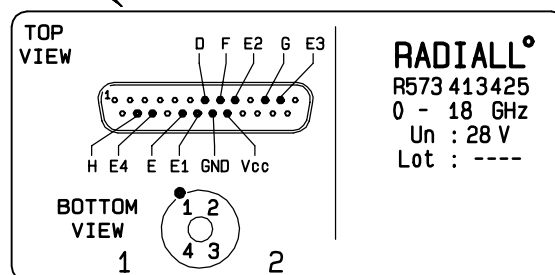 TOP
VIEW
D F E2 G E3
1
H E4 E E1 GND Vcc
BOTTOM
VIEW
1 2
4 3
1 2
RADIALL°
R573 413425
0 - 18 GHz
Un : 28 V
Lot : ----